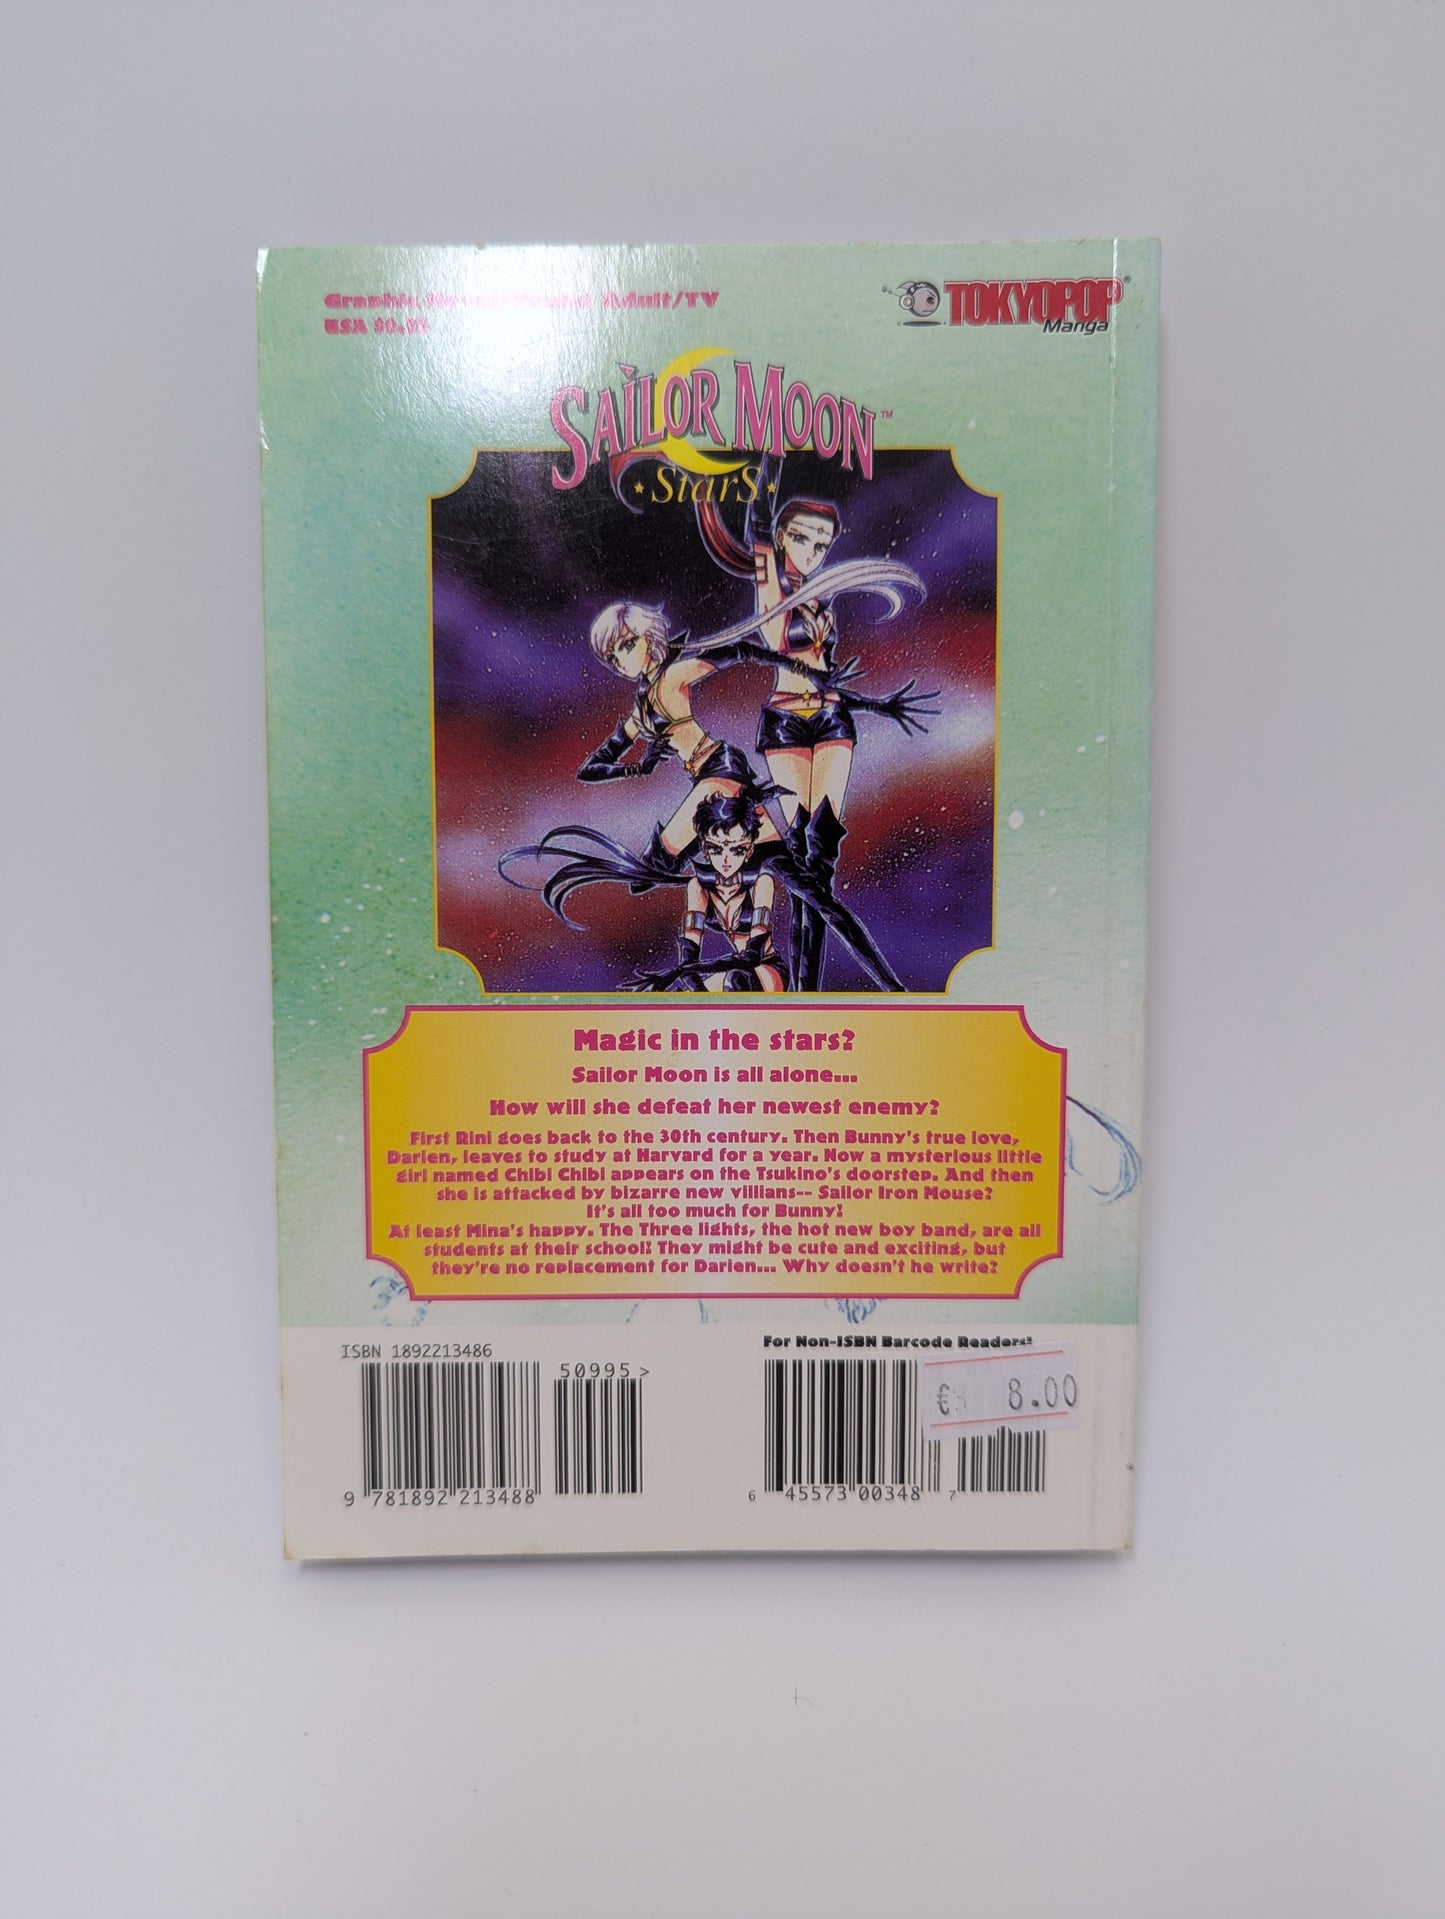 Graphic Novel/Young Adult/TV
USA $9.95
TOKYOPOP®
Manga
SAILOR MOON™
StarS
Magic in the stars?
Sailor Moon is all alone...
How will she defeat her newest enemy?
First Rini goes back to the 30th century. Then Bunny's true love,
Darien, leaves to study at Harvard for a year. Now a mysterious little
girl named Chibi Chibi appears on the Tsukino's doorstep. And then
she is attacked by bizarre new villians-- Sailor Iron Mouse?
It's all too much for Bunny!
At least Mina's happy. The Three lights, the hot new boy band, are all
students at their school! They might be cute and exciting, but
they're no replacement for Darien... Why doesn't he write?
ISBN 1892213486
50995>
9 781892 213488
For Non-ISBN Barcode Readers!
€ 8.00
6 45573 00348 7